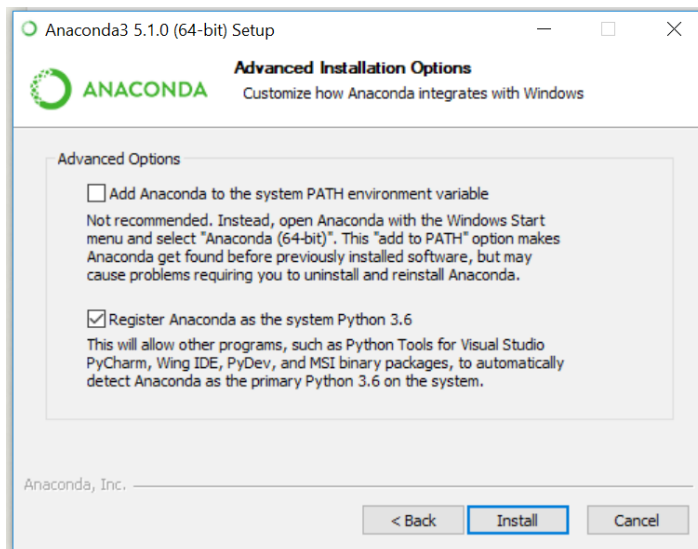 Anaconda3 5.1.0 (64-bit) Setup
ANACONDA
Advanced Installation Options
Customize how Anaconda integrates with Windows
Advanced Options
Add Anaconda to the system PATH environment variable
Not recommended. Instead, open Anaconda with the Windows Start
menu and select "Anaconda (64-bit)". This "add to PATH" option makes
Anaconda get found before previously installed software, but may
cause problems requiring you to uninstall and reinstall Anaconda.
Register Anaconda as the system Python 3.6
This will allow other programs, such as Python Tools for Visual Studio
PyCharm, Wing IDE, PyDev, and MSI binary packages, to automatically
detect Anaconda as the primary Python 3.6 on the system.
Anaconda, Inc.
< Back Install Cancel